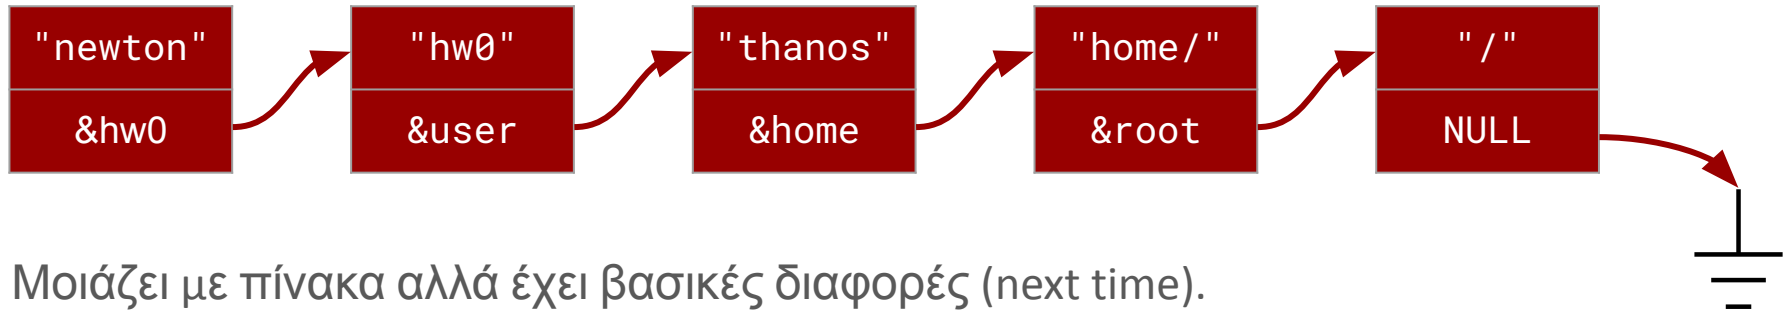 "newton" "hw0" "thanos" "home/" "/"
&hw0 &user &home &root NULL
Μοιάζει με πίνακα αλλά έχει βασικές διαφορές (next time).